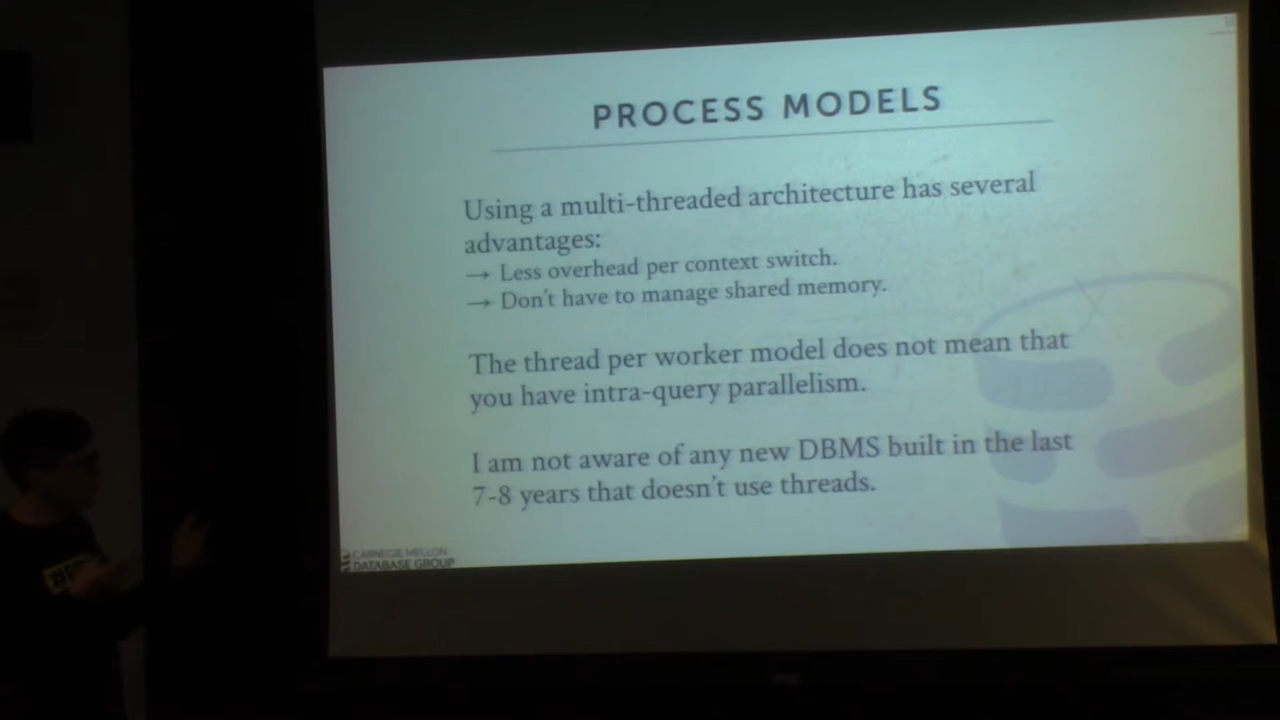 PROCESS MODELS
Using a multi-threaded architecture has several
advantages:
→ Less overhead per context switch.
→ Don't have to manage shared memory.
The thread per worker model does not mean that
you have intra-query parallelism.
I am not aware of any new DBMS built in the last
7-8 years that doesn't use threads.
CARNEGIE MELLON
DATABASE GROUP